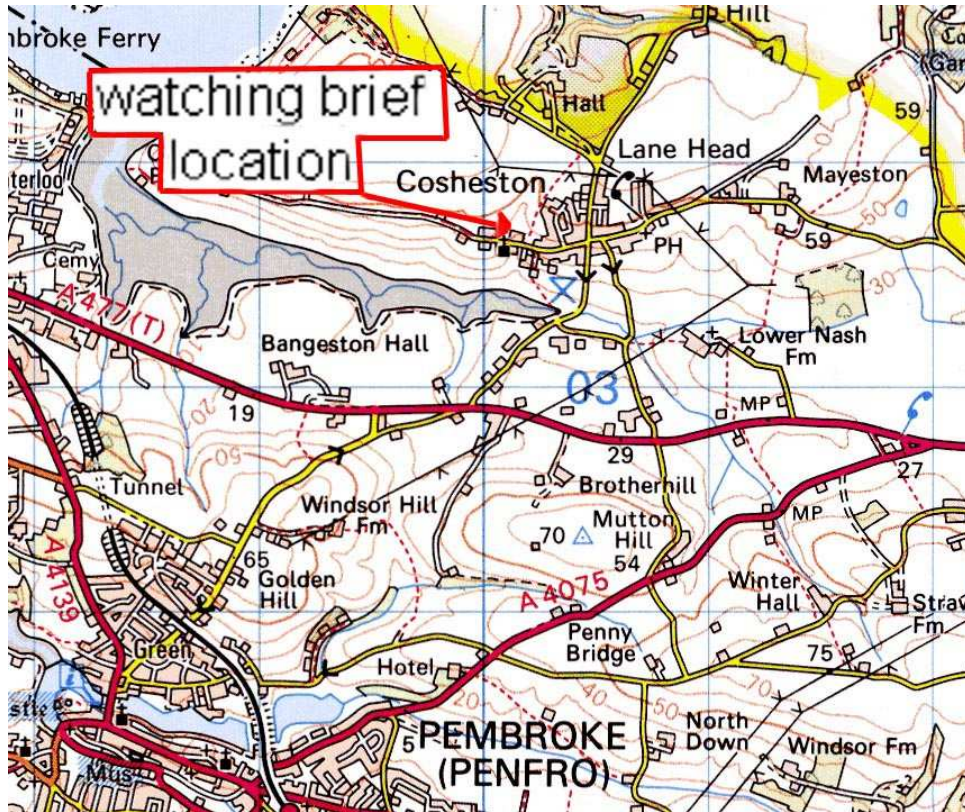 Hill
mbroke Ferry
watching brief
location
Hall
59
Lane Head
Cosheston
Mayeston
PH
50
59
Cemy
30
A 477 (T)
Bangeston Hall
Lower Nash
Fm
03
MP
19
20
50
29
27
Tunnel
Brotherhill
Windsor Hill
Fm
MP
70
Mutton
Hill
54
65
Golden
Hill
A 4139
A 4075
Winter
Hall
Penny
Bridge
Fm
Green
75
Hotel
i
20
40
50
70
5
PEMBROKE
(PENFRO)
North
Down
Windsor Fm
Mus